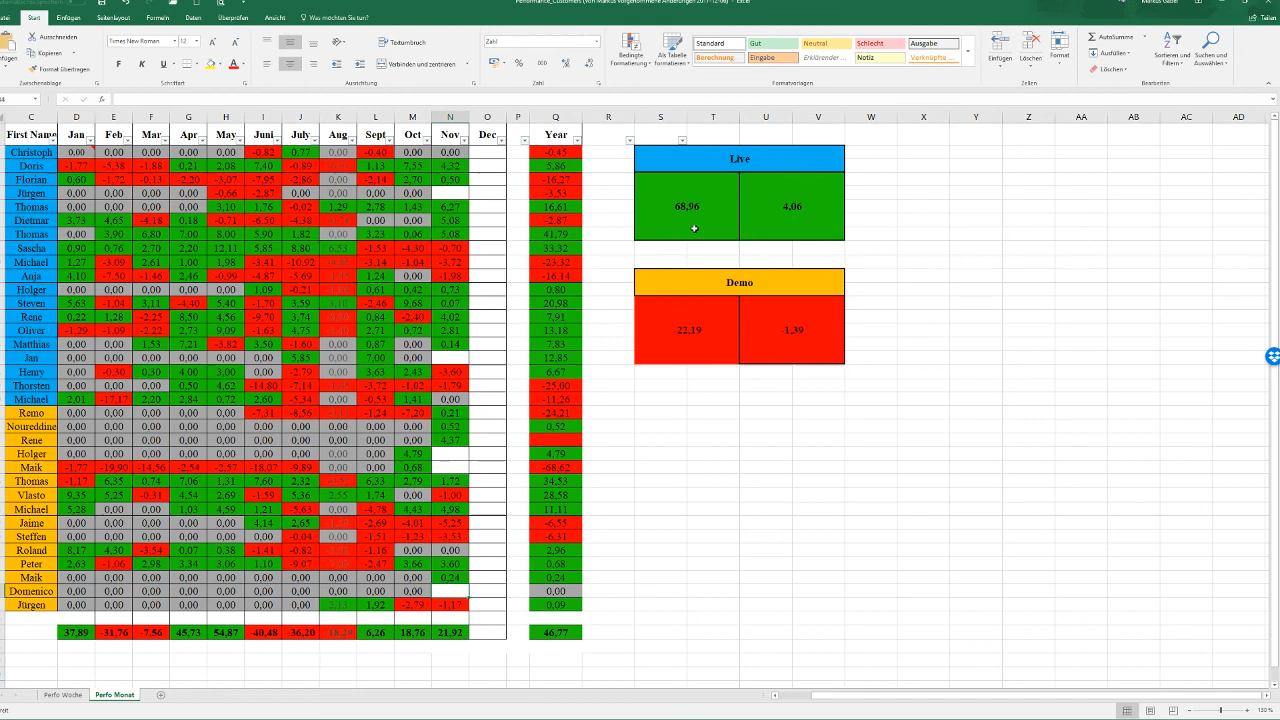 Performance_Customers (von Markus vorgenommene Änderungen 2017-12-06) - Excel
Start Einfügen Seitenlayout Formeln Daten Überprüfen Ansicht Was möchten Sie tun?
Ausschneiden
Kopieren
Format übertragen
Zwischenablage
Times New Roman 12
F K U
Schriftart
Textumbruch
Verbinden und zentrieren
Ausrichtung
Zahl
Zahl
Bedingte Formatierung
Als Tabelle formatieren
Standard Gut Neutral Schlecht Ausgabe
Berechnung Eingabe Erklärender ... Notiz Verknüpfte ...
Formatvorlagen
Einfügen Löschen Format
Zellen
AutoSumme
Ausfüllen
Löschen
Sortieren und Filtern
Suchen und Auswählen
Bearbeiten
C D E F G H I J K L M N O P Q R S T U V W X Y Z AA AB AC AD
First Name Jan Feb Mar Apr May Juni July Aug Sept Oct Nov Dec Year
Christoph 0,00 0,00 0,00 0,00 0,00 -0,82 0,77 0,00 -0,40 0,00 0,00 -0,45
Doris -1,77 -5,38 -1,88 0,21 2,08 7,40 -0,89 1,13 7,55 4,32 5,86
Florian 0,60 -1,72 -0,13 -2,20 -3,07 -7,95 -2,86 0,00 -2,14 2,70 0,50 -16,27
Jürgen 0,00 0,00 0,00 0,00 -0,66 -2,87 0,00 0,00 0,00 0,00 -3,53
Thomas 0,00 0,00 0,00 0,00 3,10 1,76 -0,02 1,29 2,78 1,43 6,27 16,61
Dietmar 3,73 4,65 -4,18 0,18 -0,71 -6,50 -4,38 0,00 0,00 5,08 -2,87
Thomas 0,00 3,90 6,80 7,00 8,00 5,90 1,82 0,00 3,23 0,06 5,08 41,79
Sascha 0,90 0,76 2,70 2,20 12,11 5,85 8,80 6,53 -1,53 -4,30 -0,70 33,32
Michael 1,27 -3,09 2,61 1,00 1,98 -3,41 -10,92 -3,14 -1,04 -3,72 -23,32
Anja 4,10 -7,50 -1,46 2,46 -0,99 -4,87 -5,69 1,24 0,00 -1,98 -16,14
Holger 0,00 0,00 0,00 0,00 0,00 1,09 -0,21 0,61 0,42 0,73 0,80
Steven 5,63 -1,04 3,11 -4,40 5,40 -1,70 3,59 -2,46 9,68 0,07 20,98
Rene 0,22 1,28 -2,25 8,50 4,56 -9,70 3,74 0,84 -2,40 4,02 7,91
Oliver -1,29 -1,09 -2,22 2,73 9,09 -1,63 4,75 2,71 0,72 2,81 13,18
Matthias 0,00 0,00 1,53 7,21 -3,82 3,50 -1,60 0,00 0,87 0,00 0,14 7,83
Jan 0,00 0,00 0,00 0,00 0,00 0,00 5,85 0,00 7,00 0,00 12,85
Henry 0,00 -0,30 0,30 4,00 3,00 0,00 -2,79 0,00 3,63 2,43 -3,60 6,67
Thorsten 0,00 0,00 0,00 0,50 4,62 -14,80 -7,14 -3,72 -1,02 -1,79 -25,00
Michael 2,01 -17,17 2,20 2,84 0,72 2,60 -5,34 0,00 -0,53 1,41 0,00 -11,26
Remo 0,00 0,00 0,00 0,00 0,00 -7,31 -8,56 -1,24 -7,20 0,21 -24,21
Noureddine 0,00 0,00 0,00 0,00 0,00 0,00 0,00 0,00 0,00 0,00 0,52 0,52
Rene 0,00 0,00 0,00 0,00 0,00 0,00 0,00 0,00 0,00 0,00 4,37
Holger 0,00 0,00 0,00 0,00 0,00 0,00 0,00 0,00 0,00 4,79 4,79
Maik -1,77 -19,90 -14,56 -2,54 -2,57 -18,07 -9,89 0,00 0,00 0,68 -68,62
Thomas -1,17 6,35 0,74 7,06 1,31 7,60 2,32 6,33 2,79 1,72 34,53
Vlasto 9,35 5,25 -0,31 4,54 2,69 -1,59 5,36 2,55 1,74 0,00 -1,00 28,58
Michael 5,28 0,00 0,00 1,03 4,59 1,21 -5,63 0,00 -4,78 4,43 4,98 11,11
Jaime 0,00 0,00 0,00 0,00 0,00 4,14 2,65 -2,69 -4,01 -5,25 -6,55
Steffen 0,00 0,00 0,00 0,00 0,00 0,00 -0,04 0,00 -1,51 -1,23 -3,53 -6,31
Roland 8,17 4,30 -3,54 0,07 0,38 -1,41 -0,82 -1,16 0,00 0,00 2,96
Peter 2,63 -1,06 2,98 3,34 3,06 1,10 -9,07 -2,47 3,66 3,60 0,68
Maik 0,00 0,00 0,00 0,00 0,00 0,00 0,00 0,00 0,00 0,00 0,24 0,24
Domenico 0,00 0,00 0,00 0,00 0,00 0,00 0,00 0,00 0,00 0,00 0,00
Jürgen 0,00 0,00 0,00 0,00 0,00 0,00 0,00 1,92 -2,79 -1,17 0,09
37,89 -31,76 -7,56 45,73 54,87 -40,48 -36,20 -18,29 6,26 18,76 21,92 46,77
Live
68,96 4,06
Demo
-22,19 -1,39
Perfo Woche Perfo Monat
130 %